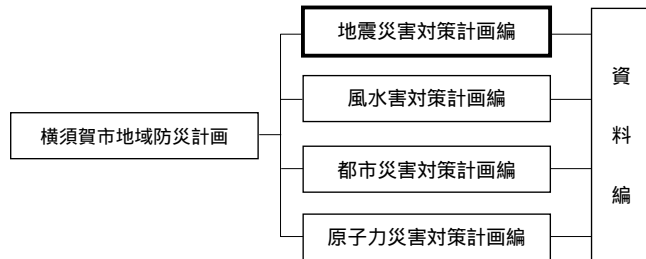 横須賀市地域防災計画
地震災害対策計画編
風水害対策計画編
都市災害対策計画編
原子力災害対策計画編
資料編